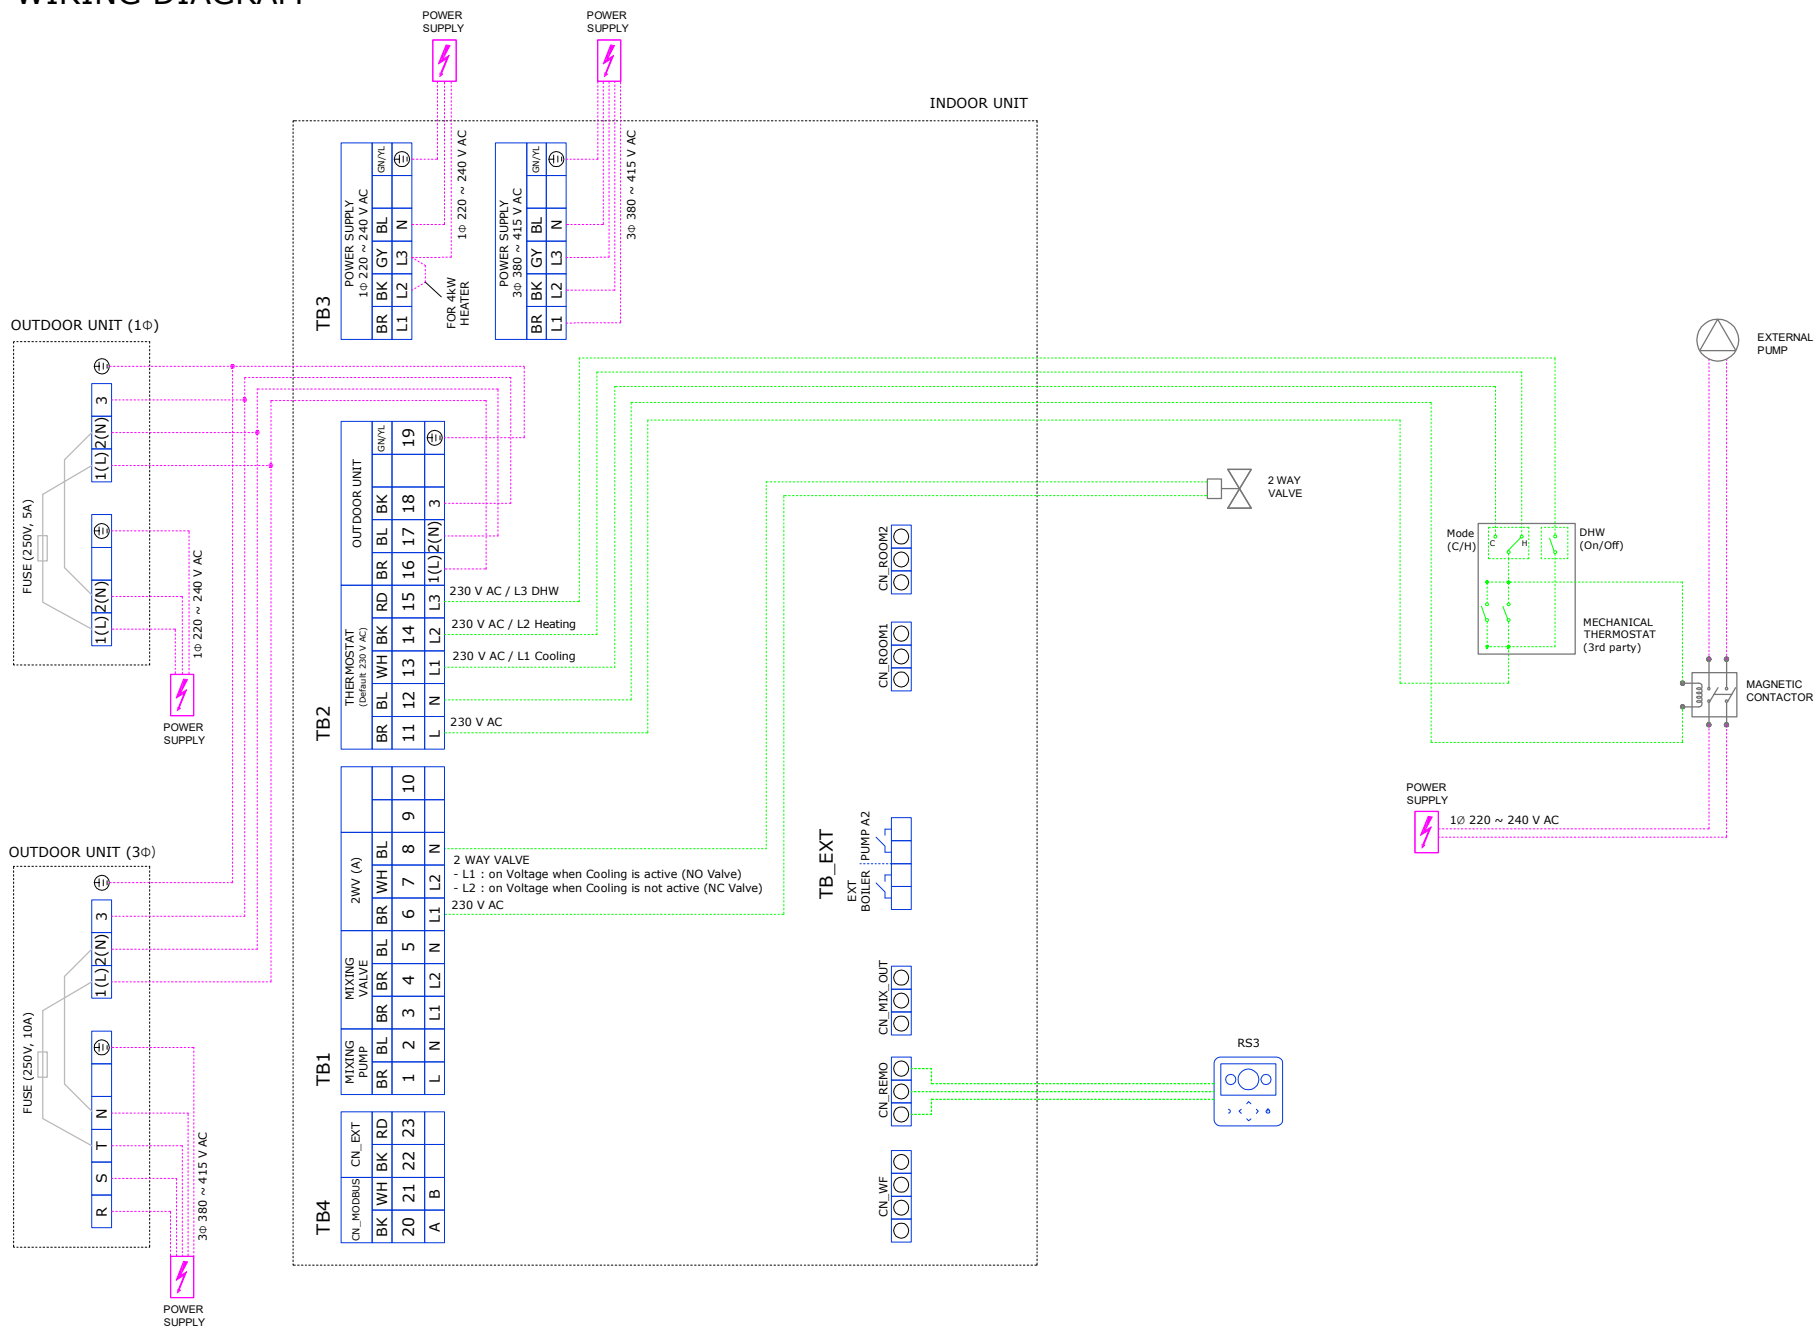 WIRING DIAGRAM
POWER
SUPPLY
POWER
SUPPLY
INDOOR UNIT
TB3
POWER SUPPLY
1Φ 220 ~ 240 V AC
BR BK GY BL GN/YL
L1 L2 L3 N
FOR 4kW
HEATER
1Φ 220 ~ 240 V AC
POWER SUPPLY
3Φ 380 ~ 415 V AC
BR BK GY BL GN/YL
L1 L2 L3 N
3Φ 380 ~ 415 V AC
OUTDOOR UNIT (1Φ)
1(L) 2(N) 3
FUSE (250V, 5A)
1(L) 2(N)
1Φ 220 ~ 240 V AC
POWER
SUPPLY
OUTDOOR UNIT (3Φ)
1(L) 2(N) 3
FUSE (250V, 10A)
R S T N
3Φ 380 ~ 415 V AC
POWER
SUPPLY
TB2
THERMOSTAT
(Default 230 V AC)
OUTDOOR UNIT
BR BL WH BK RD BR BL BK GN/YL
11 12 13 14 15 16 17 18 19
L N L1 L2 L3 1(L) 2(N) 3
230 V AC / L3 DHW
230 V AC / L2 Heating
230 V AC / L1 Cooling
230 V AC
TB1
MIXING
PUMP
MIXING
VALVE
2WV (A)
BR BL BR BR BL BR WH BL
1 2 3 4 5 6 7 8 9 10
L N L1 L2 N L1 L2 N
2 WAY VALVE
- L1 : on Voltage when Cooling is active (NO Valve)
- L2 : on Voltage when Cooling is not active (NC Valve)
230 V AC
TB4
CN_MODBUS CN_EXT
BK WH BK RD
20 21 22 23
A B
CN_ROOM2
CN_ROOM1
TB_EXT
EXT
BOILER
PUMP A2
CN_MIX_OUT
CN_REMO
CN_WF
RS3
2 WAY
VALVE
Mode
(C/H)
C H
DHW
(On/Off)
MECHANICAL
THERMOSTAT
(3rd party)
EXTERNAL
PUMP
MAGNETIC
CONTACTOR
POWER
SUPPLY
1Ø 220 ~ 240 V AC